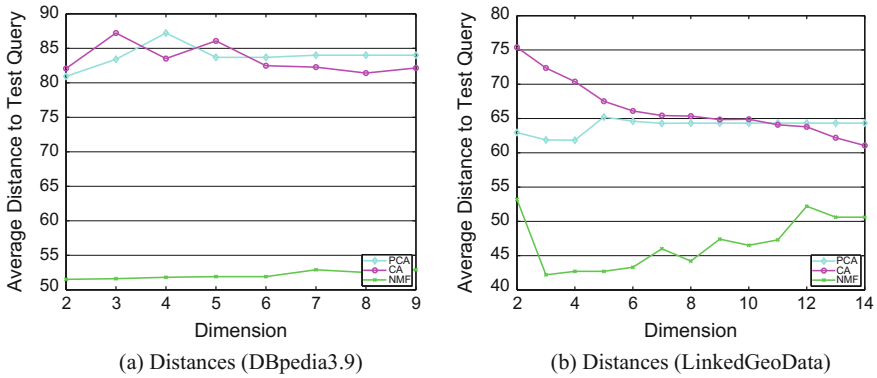 Average Distance to Test Query
90
85
80
75
70
65
60
55
50
2 3 4 5 6 7 8 9
PCA
CA
NMF
Dimension
(a) Distances (DBpedia3.9)
Average Distance to Test Query
80
75
70
65
60
55
50
45
40
2 4 6 8 10 12 14
PCA
CA
NMF
Dimension
(b) Distances (LinkedGeoData)